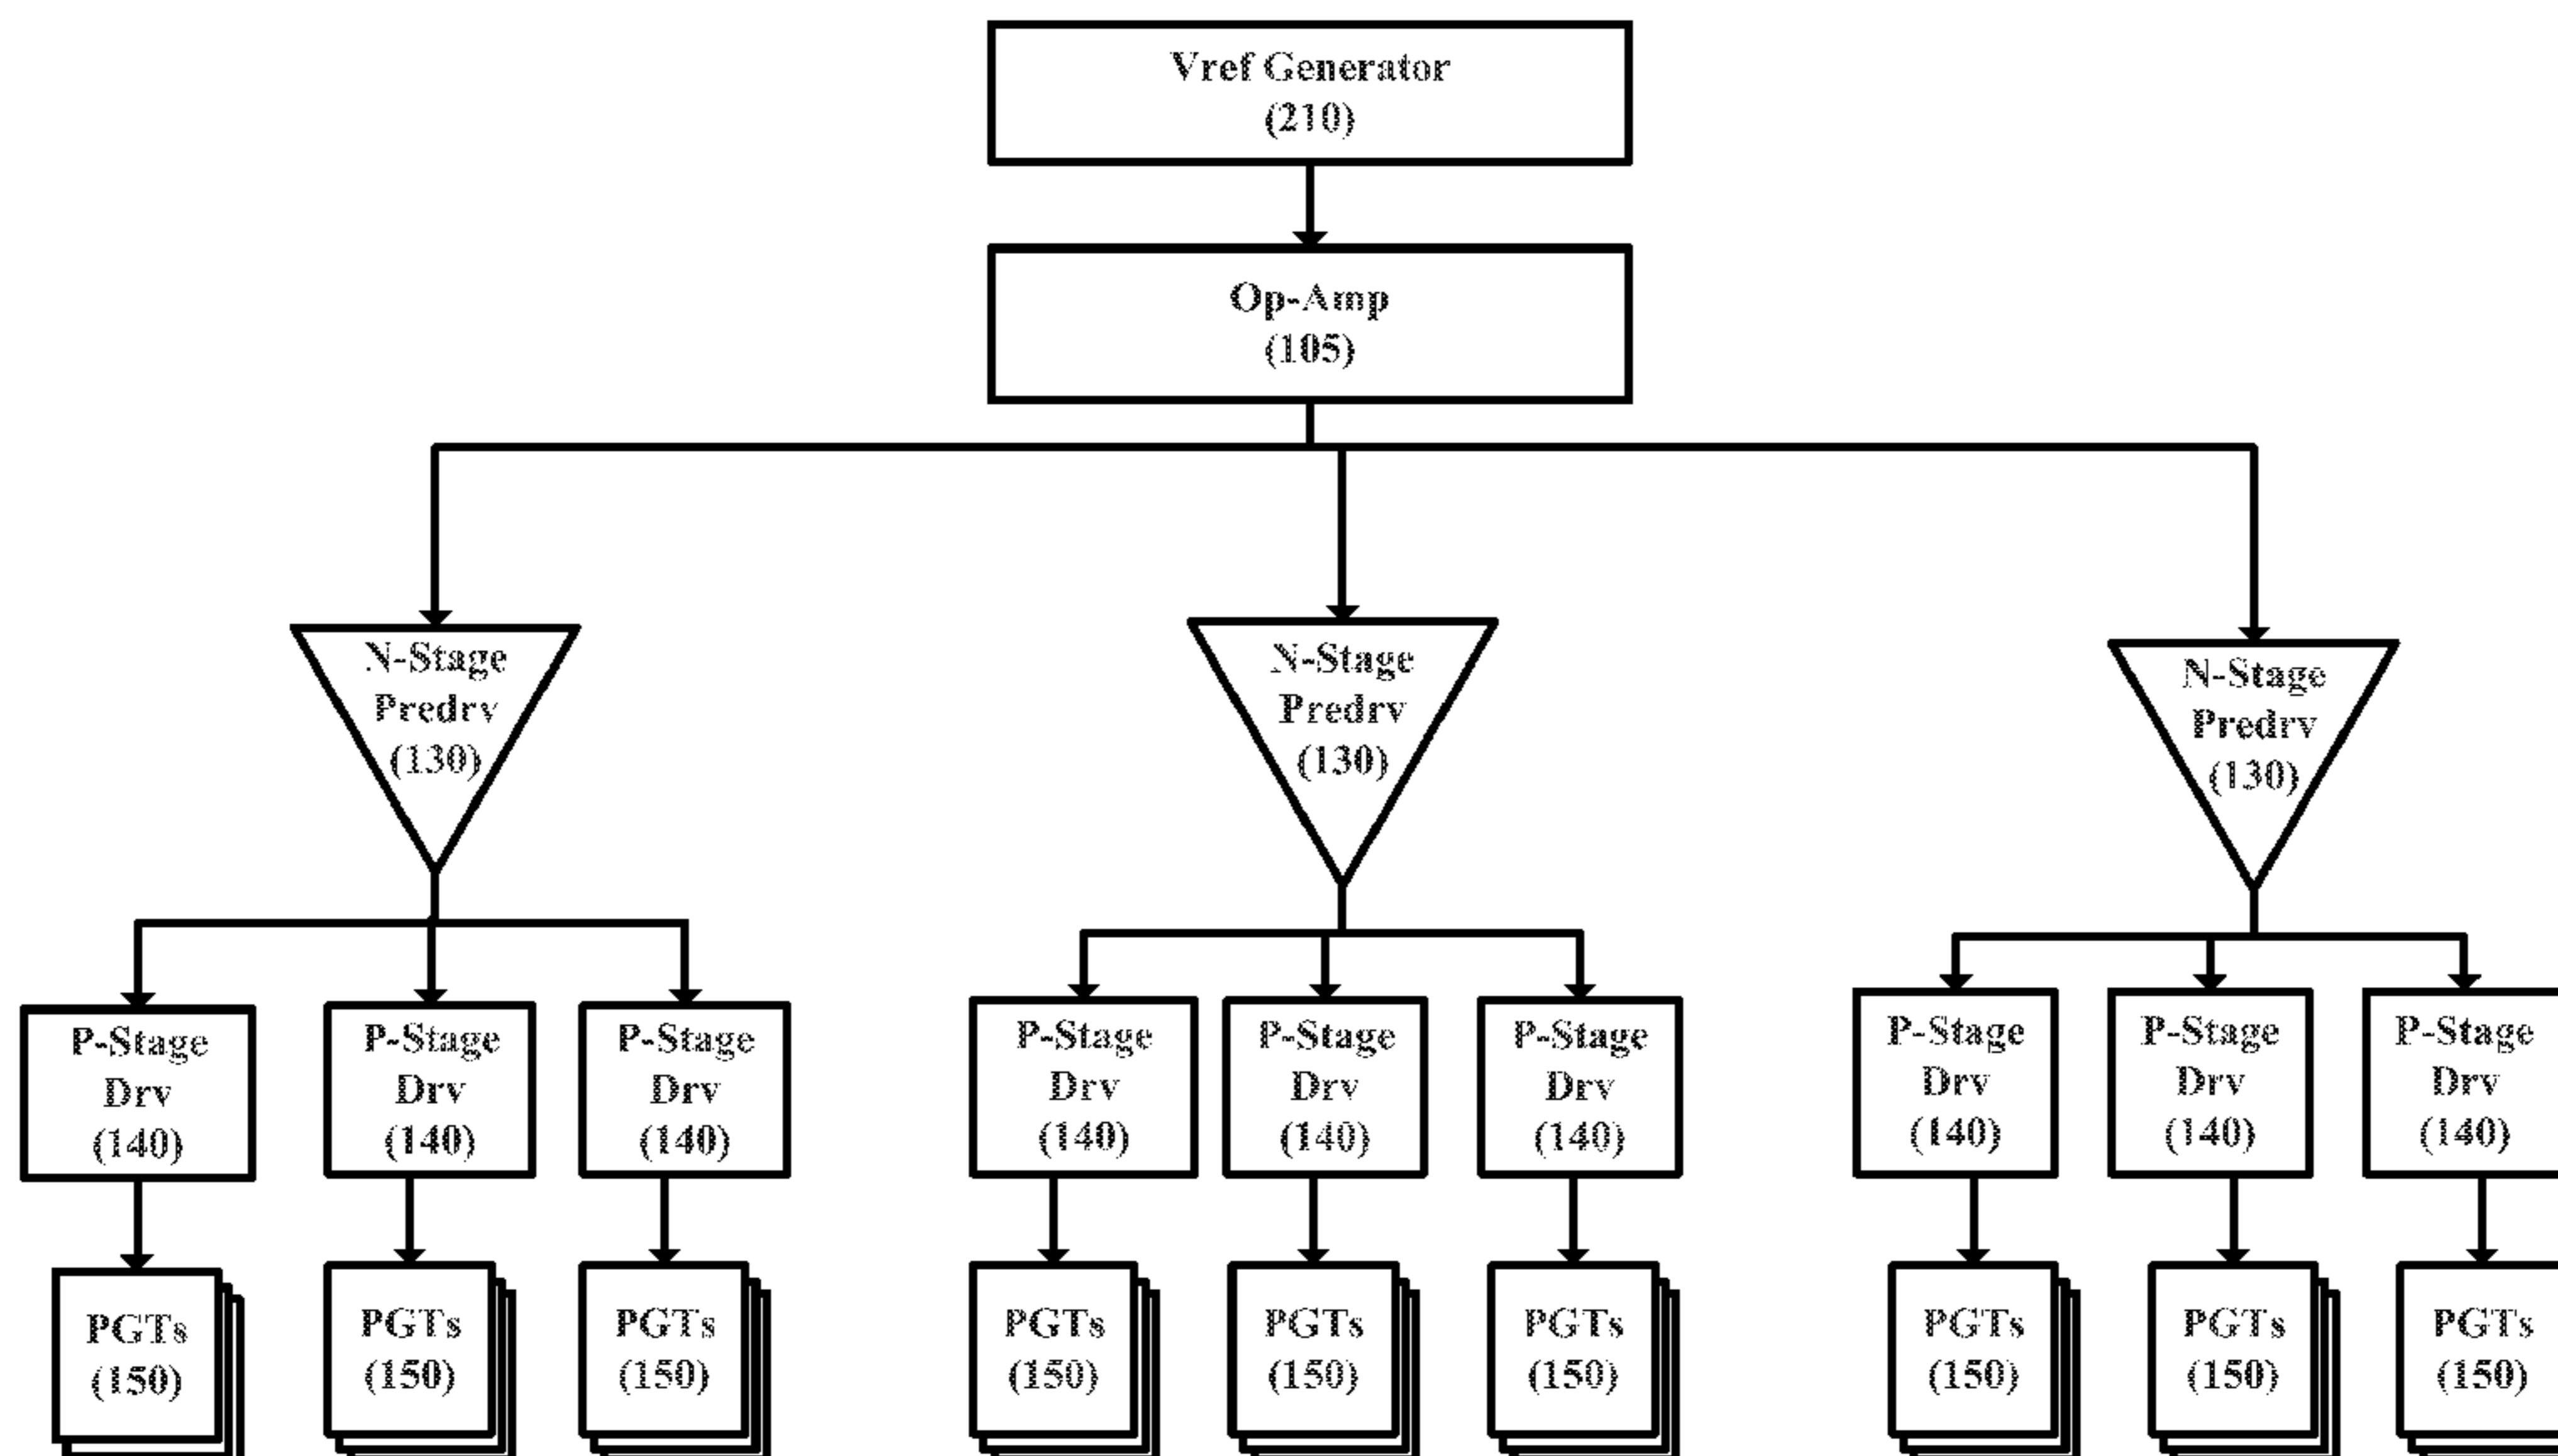 Vref Generator
(210)
Op-Amp
(105)
N-Stage
Predrv
(130)
N-Stage
Predrv
(130)
N-Stage
Predrv
(130)
P-Stage
Drv
(140)
P-Stage
Drv
(140)
P-Stage
Drv
(140)
P-Stage
Drv
(140)
P-Stage
Drv
(140)
P-Stage
Drv
(140)
P-Stage
Drv
(140)
P-Stage
Drv
(140)
P-Stage
Drv
(140)
PGTs
(150)
PGTs
(150)
PGTs
(150)
PGTs
(150)
PGTs
(150)
PGTs
(150)
PGTs
(150)
PGTs
(150)
PGTs
(150)